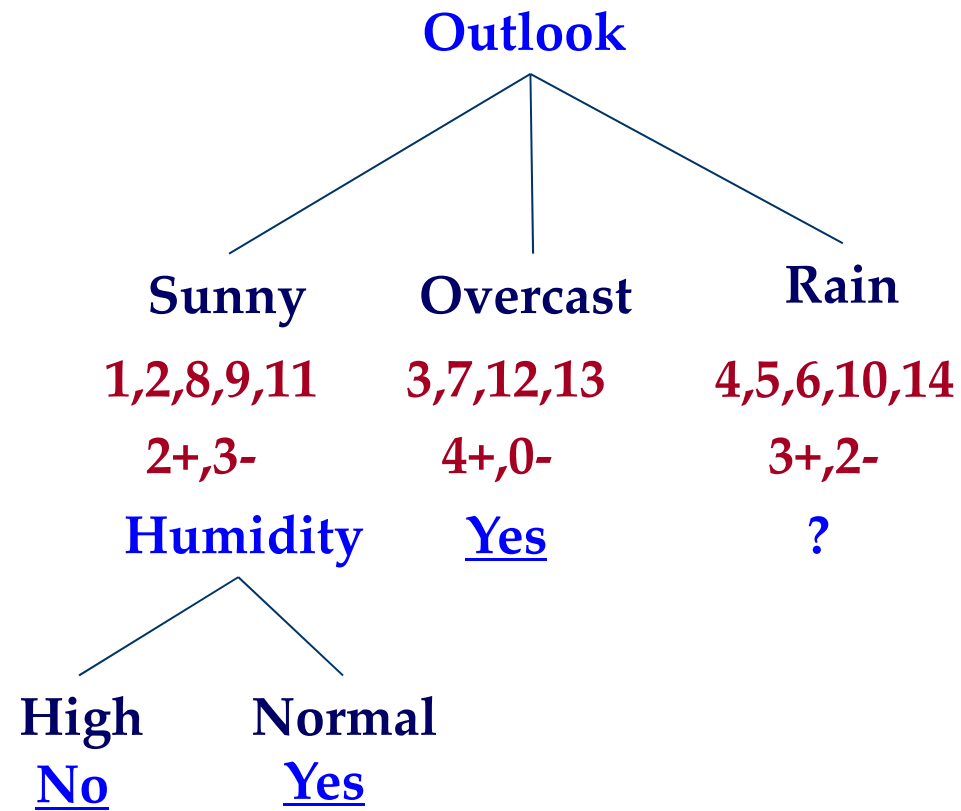 Outlook
Sunny Overcast Rain
1,2,8,9,11 3,7,12,13 4,5,6,10,14
2+,3- 4+,0- 3+,2-
Humidity Yes ?
High Normal
No Yes